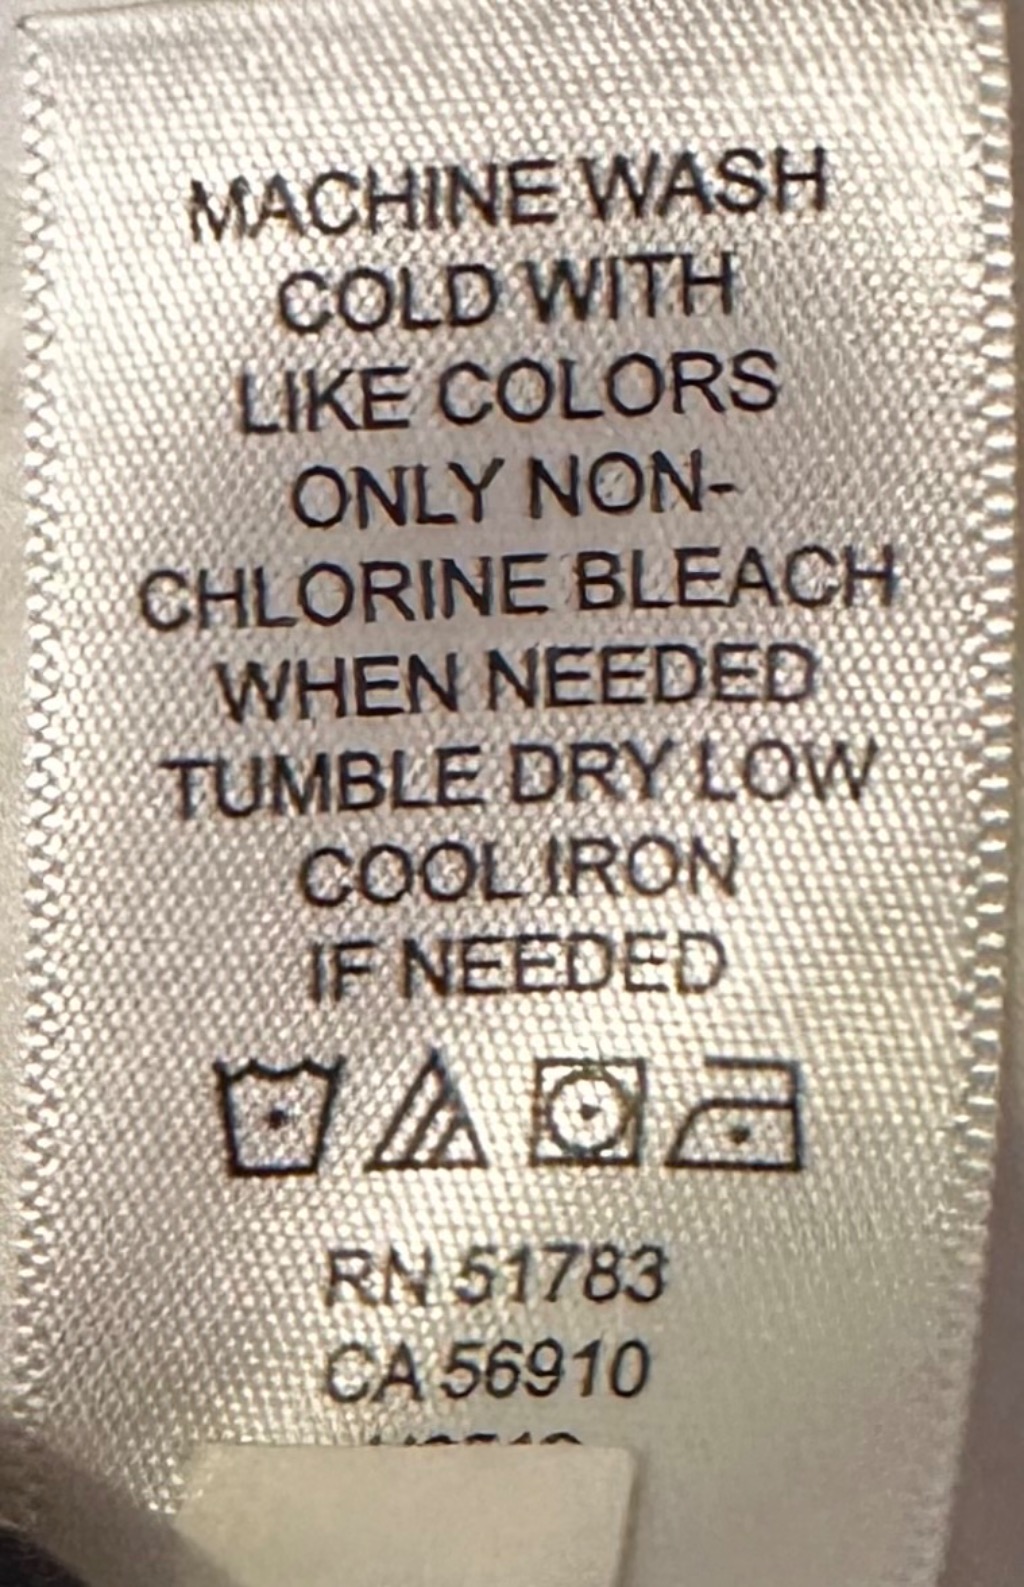 MACHINE WASH
COLD WITH
LIKE COLORS
ONLY NON-
CHLORINE BLEACH
WHEN NEEDED
TUMBLE DRY LOW
COOL IRON
IF NEEDED
RN 51783
CA 56910